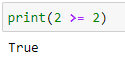 print(2 >= 2)
True